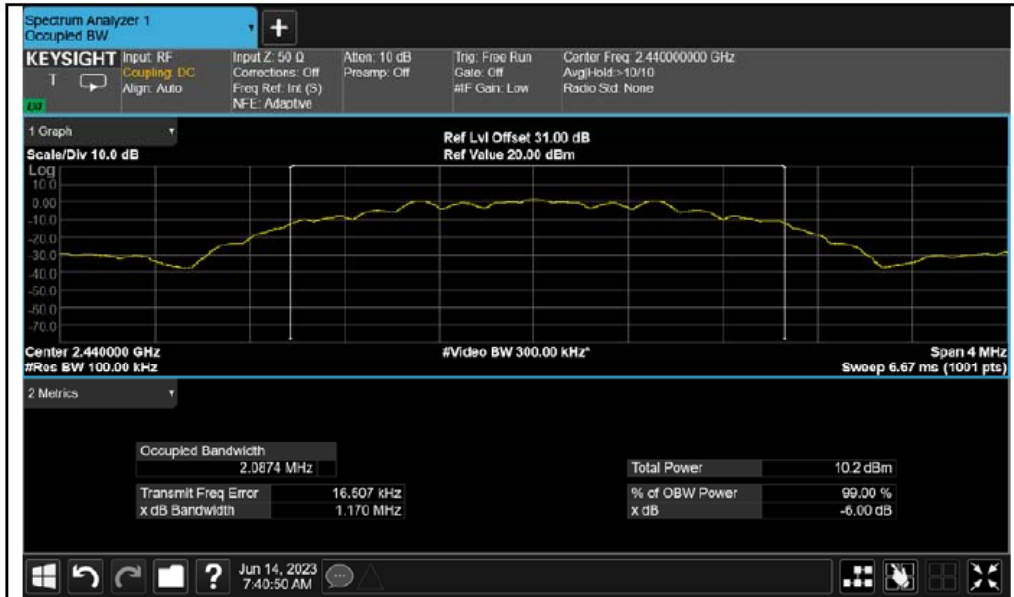 Spectrum Analyzer 1
Occupied BW
+
KEYSIGHT
T
Input: RF
Coupling: DC
Align: Auto
Input Z: 50 Ω
Corrections: Off
Freq Ref: Int (S)
NFE: Adaptive
Atten: 10 dB
Preamp: Off
Trig: Free Run
Gate: Off
#IF Gain: Low
Center Freq: 2.440000000 GHz
Avg|Hold:>10/10
Radio Std: None
1 Graph
Scale/Div 10.0 dB
Ref Lvl Offset 31.00 dB
Ref Value 20.00 dBm
Log
10.0
0.00
-10.0
-20.0
-30.0
-40.0
-50.0
-60.0
-70.0
Center 2.440000 GHz
#Res BW 100.00 kHz
#Video BW 300.00 kHz*
Span 4 MHz
Sweep 6.67 ms (1001 pts)
2 Metrics
Occupied Bandwidth
2.0874 MHz
Transmit Freq Error 16.507 kHz
x dB Bandwidth 1.170 MHz
Total Power 10.2 dBm
% of OBW Power 99.00 %
x dB -6.00 dB
?
Jun 14, 2023
7:40:50 AM